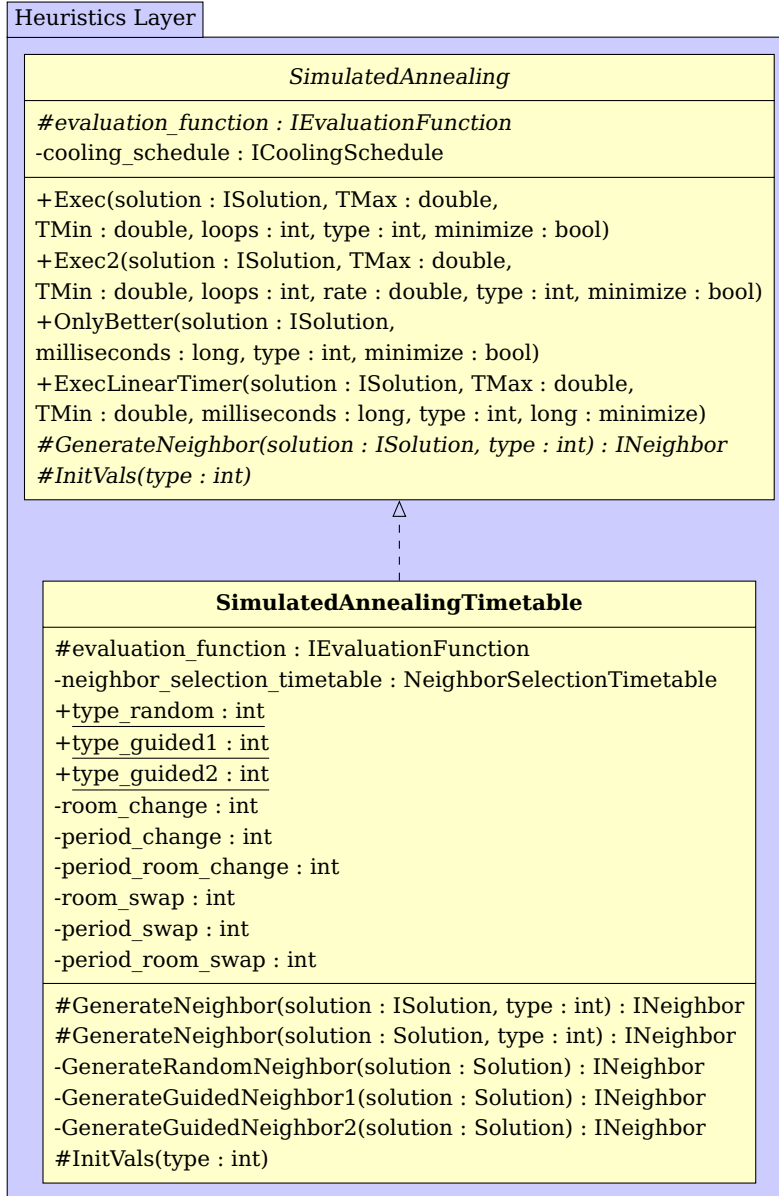 Heuristics Layer
SimulatedAnnealing
#evaluation_function : IEvaluationFunction
-cooling_schedule : ICoolingSchedule
+Exec(solution : ISolution, TMax : double,
TMin : double, loops : int, type : int, minimize : bool)
+Exec2(solution : ISolution, TMax : double,
TMin : double, loops : int, rate : double, type : int, minimize : bool)
+OnlyBetter(solution : ISolution,
milliseconds : long, type : int, minimize : bool)
+ExecLinearTimer(solution : ISolution, TMax : double,
TMin : double, milliseconds : long, type : int, long : minimize)
#GenerateNeighbor(solution : ISolution, type : int) : INeighbor
#InitVals(type : int)
SimulatedAnnealingTimetable
#evaluation_function : IEvaluationFunction
-neighbor_selection_timetable : NeighborSelectionTimetable
+type_random : int
+type_guided1 : int
+type_guided2 : int
-room_change : int
-period_change : int
-period_room_change : int
-room_swap : int
-period_swap : int
-period_room_swap : int
#GenerateNeighbor(solution : ISolution, type : int) : INeighbor
#GenerateNeighbor(solution : Solution, type : int) : INeighbor
-GenerateRandomNeighbor(solution : Solution) : INeighbor
-GenerateGuidedNeighbor1(solution : Solution) : INeighbor
-GenerateGuidedNeighbor2(solution : Solution) : INeighbor
#InitVals(type : int)